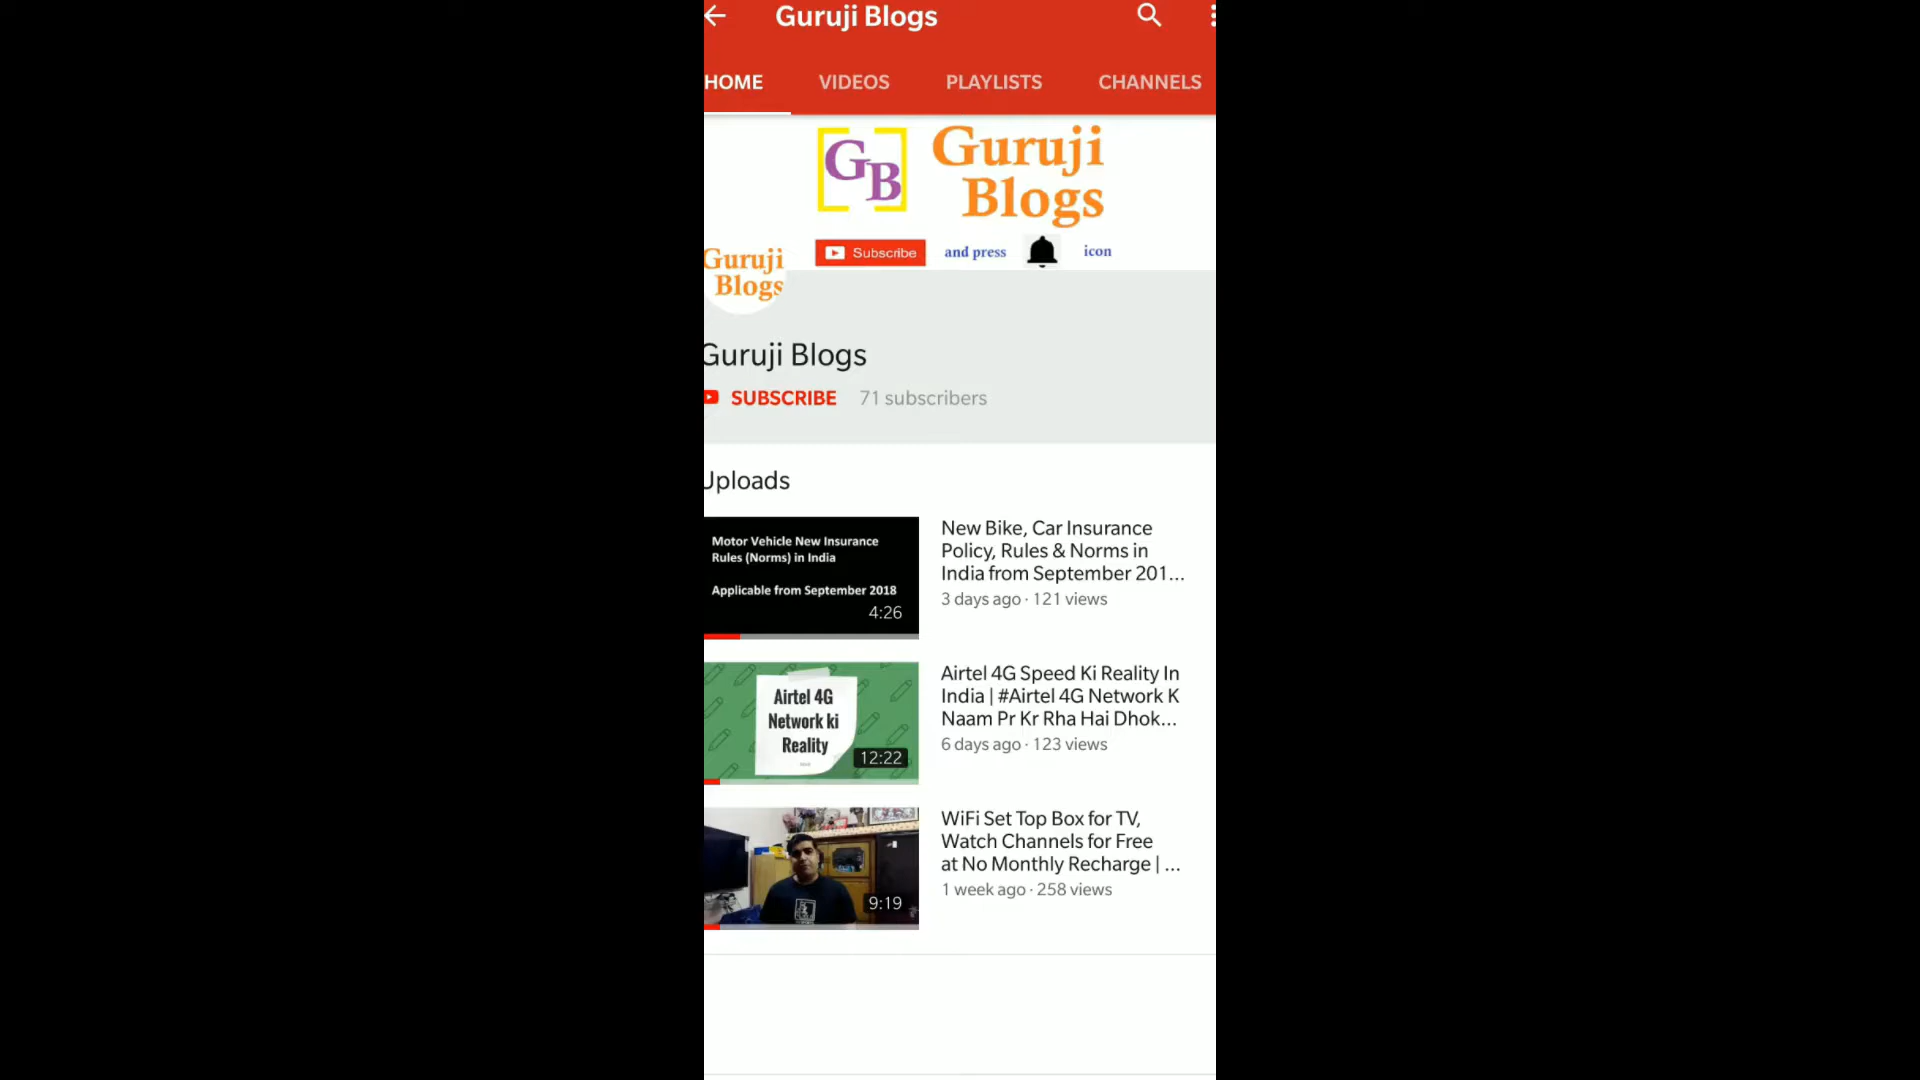 Guruji Blogs
HOME VIDEOS PLAYLISTS CHANNELS
GB
Guruji
Blogs
Subscribe and press icon
Guruji
Blogs
Guruji Blogs
SUBSCRIBE 71 subscribers
Uploads
Motor Vehicle New Insurance
Rules (Norms) in India
Applicable from September 2018
4:26
New Bike, Car Insurance
Policy, Rules & Norms in
India from September 201...
3 days ago · 121 views
Airtel 4G
Network ki
Reality
12:22
Airtel 4G Speed Ki Reality In
India | #Airtel 4G Network K
Naam Pr Kr Rha Hai Dhok...
6 days ago · 123 views
9:19
WiFi Set Top Box for TV,
Watch Channels for Free
at No Monthly Recharge | ...
1 week ago · 258 views